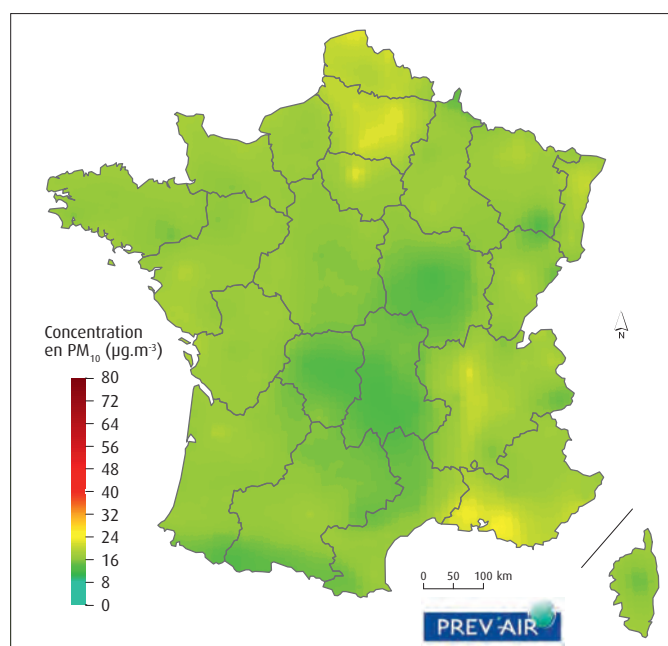 N
Concentration
en PM₁₀ (µg.m⁻³)
80
72
64
56
48
40
32
24
16
8
0
0 50 100 km
PREV'AIR